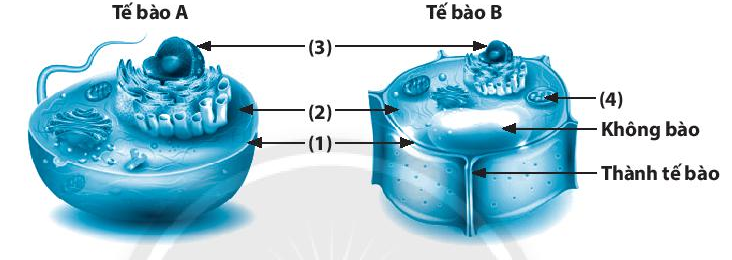 Tế bào A
Tế bào B
(3)
(2)
(4)
(1)
Không bào
Thành tế bào